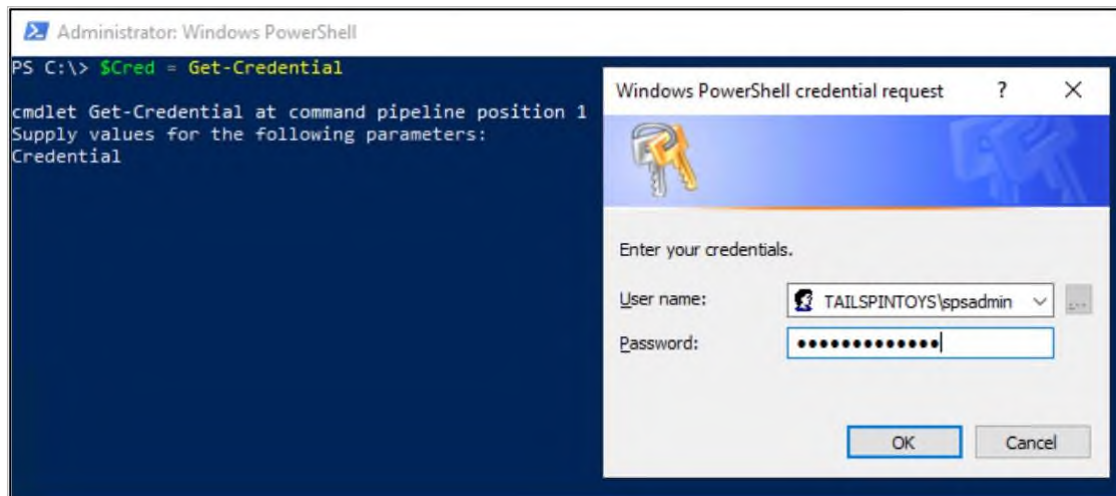 Administrator: Windows PowerShell
PS C:\> $Cred = Get-Credential
cmdlet Get-Credential at command pipeline position 1
Supply values for the following parameters:
Credential
Windows PowerShell credential request
Enter your credentials.
User name:
TAILSPINTOYS\spsadmin
...
Password:
•••••••••••••
OK
Cancel